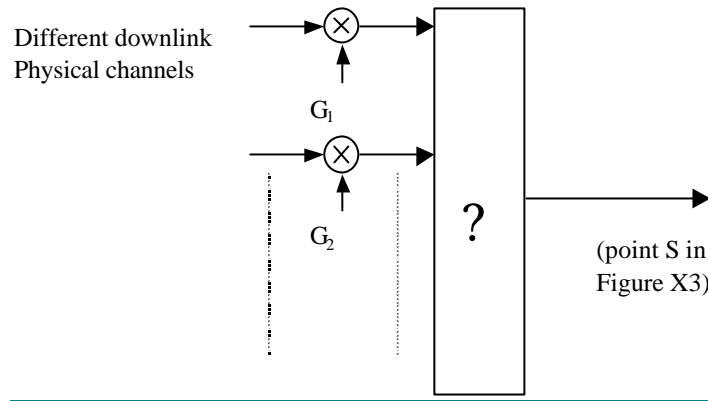 Different downlink
Physical channels
G₁
G₂
?
(point S in
Figure X3)